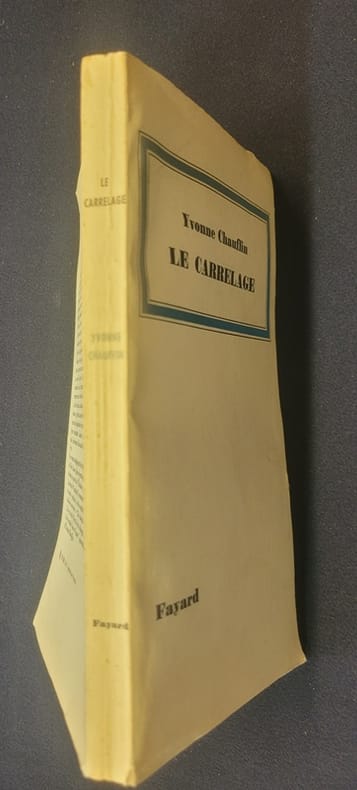 LE
CARRELAGE
YVONNE
CHAUFFIN
Fayard
Yvonne Chauffin
LE CARRELAGE
Fayard